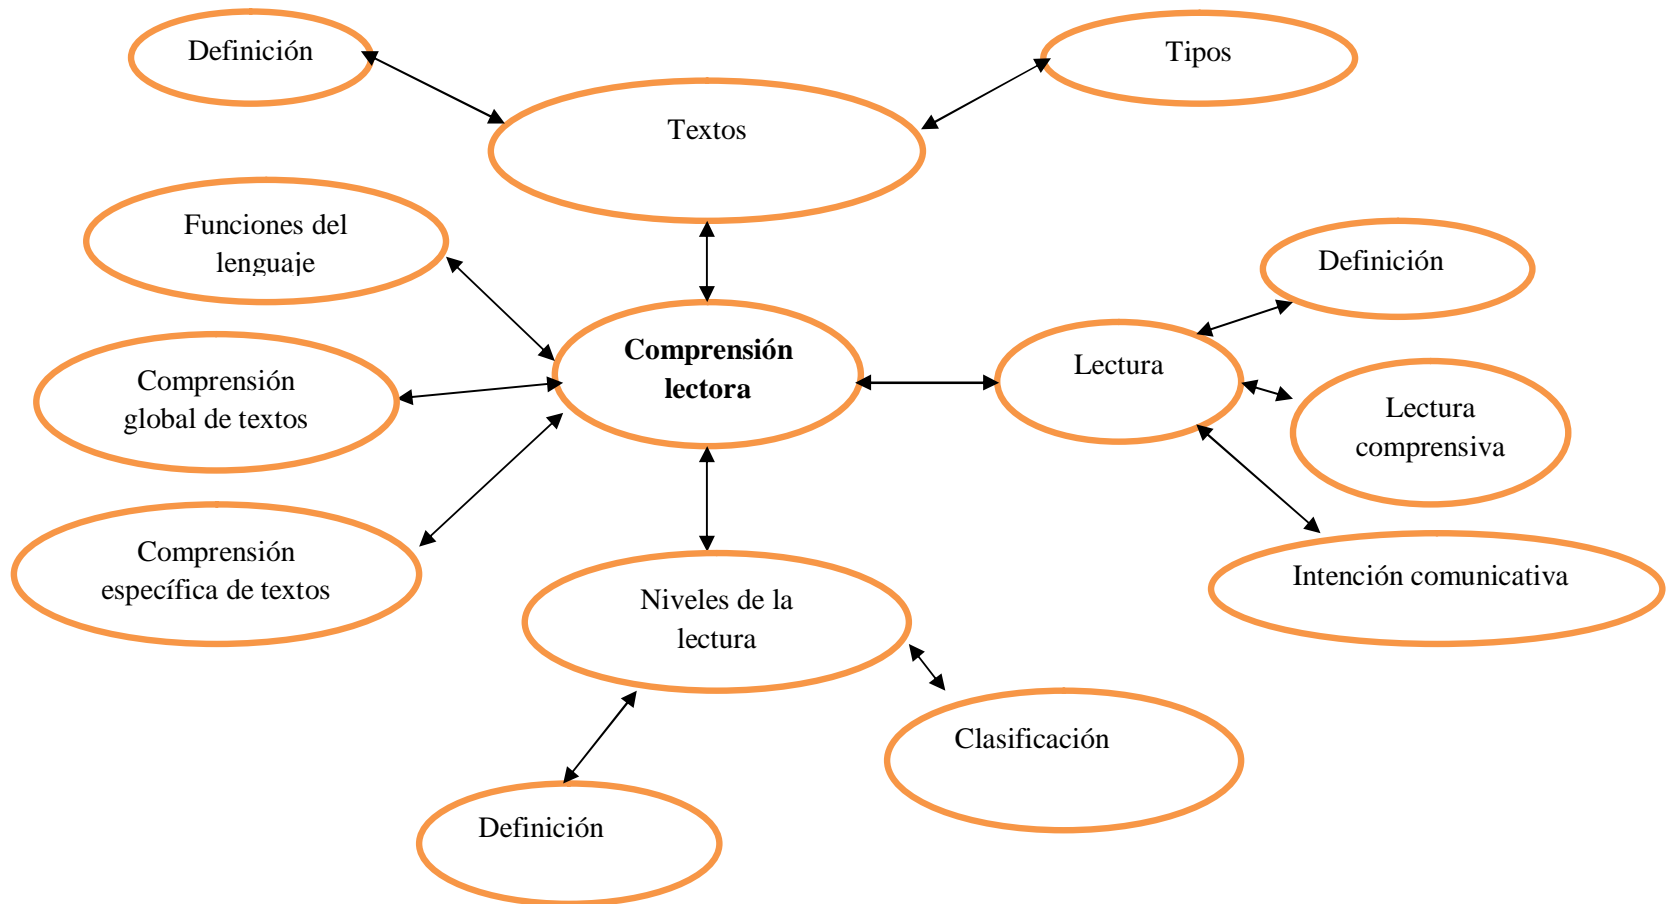 Definición
Tipos
Textos
Funciones del
lenguaje
Definición
Comprensión
lectora
Lectura
Comprensión
global de textos
Lectura
comprensiva
Comprensión
específica de textos
Intención comunicativa
Niveles de la
lectura
Clasificación
Definición